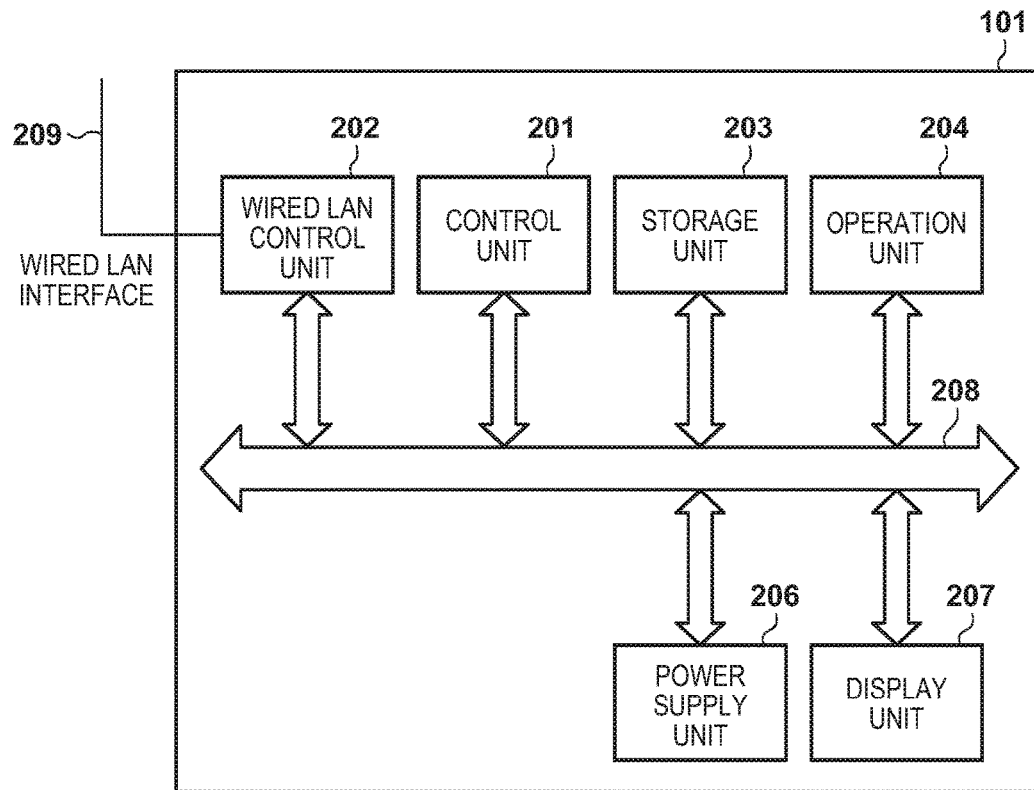 101
209
202
201
203
204
WIRED LAN
CONTROL
UNIT
CONTROL
UNIT
STORAGE
UNIT
OPERATION
UNIT
WIRED LAN
INTERFACE
208
206
207
POWER
SUPPLY
UNIT
DISPLAY
UNIT